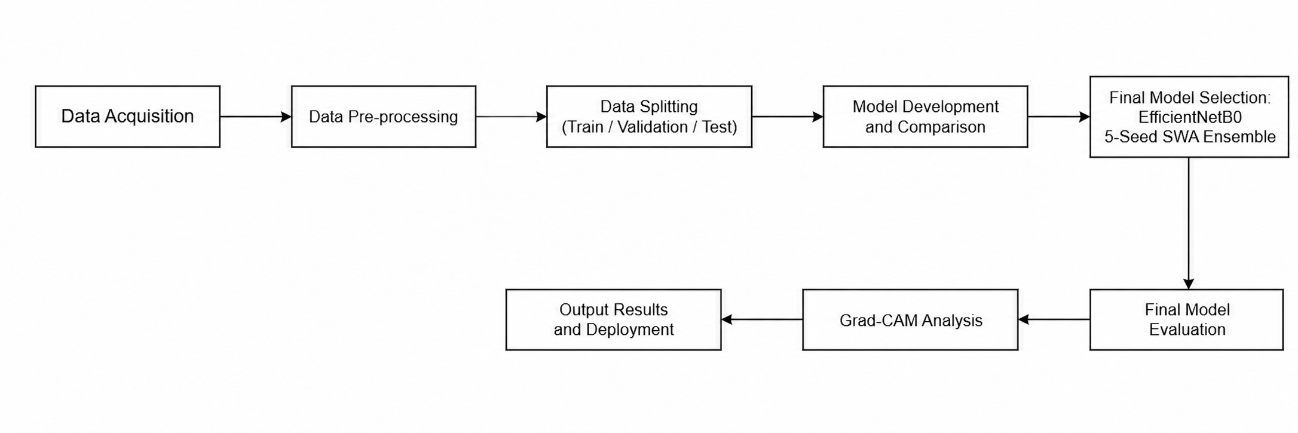 Data Acquisition
Data Pre-processing
Data Splitting
(Train / Validation / Test)
Model Development
and Comparison
Final Model Selection:
EfficientNetB0
5-Seed SWA Ensemble
Final Model
Evaluation
Grad-CAM Analysis
Output Results
and Deployment